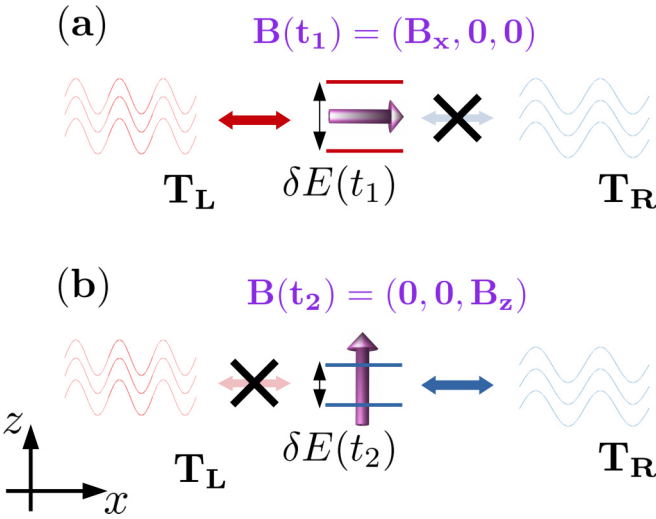 (a) B(t₁) = (Bₓ, 0, 0)
δE(t₁)
T_L
T_R
(b) B(t₂) = (0, 0, B_z)
δE(t₂)
T_L
T_R
z
x